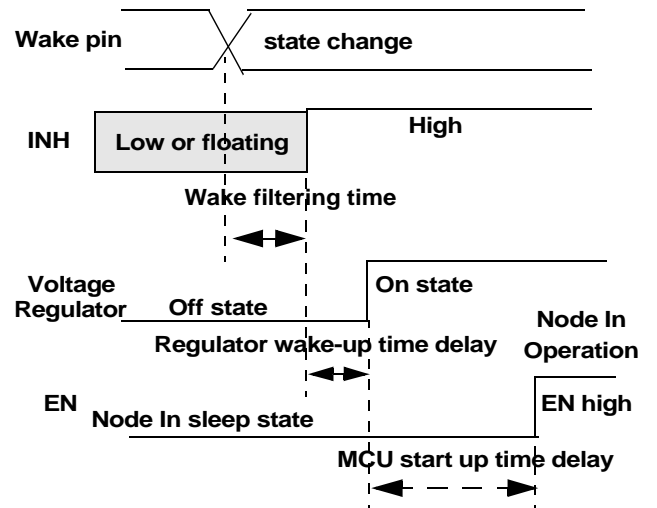 Wake pin
state change
INH
Low or floating
High
Wake filtering time
Voltage
Regulator
Off state
On state
Regulator wake-up time delay
Node In
Operation
EN
Node In sleep state
EN high
MCU start up time delay